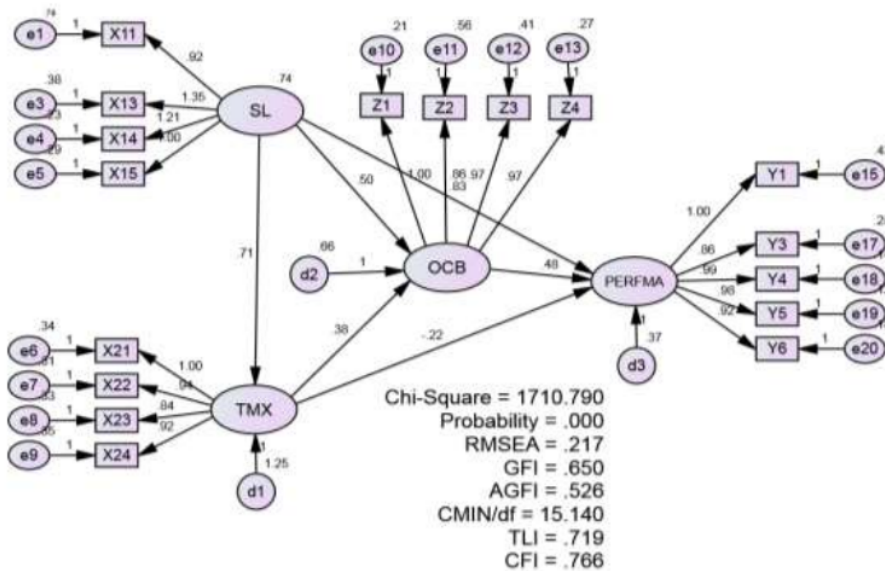 .74
e1 1 X11
.92
.38
e3 1 X13
1.35
e4 1 X14
1.21
.29
e5 1 X15
SL .74
.21 .56 .41 .27
e10 e11 e12 e13
1 1 1 1
Z1 Z2 Z3 Z4
1.00 .86 .97 .97
.83
.50
.71
.66
d2 1 OCB
.48
.38
-.22
PERFMA
Y1 1 e15
1.00
Y3 1 e17
.86
Y4 1 e18
.99
Y5 1 e19
.98
Y6 1 e20
.92
1
.37
d3
.34
e6 1 X21
1.00
e7 1 X22
.94
e8 1 X23
.84
e9 1 X24
.92
TMX
1
1.25
d1
Chi-Square = 1710.790
Probability = .000
RMSEA = .217
GFI = .650
AGFI = .526
CMIN/df = 15.140
TLI = .719
CFI = .766